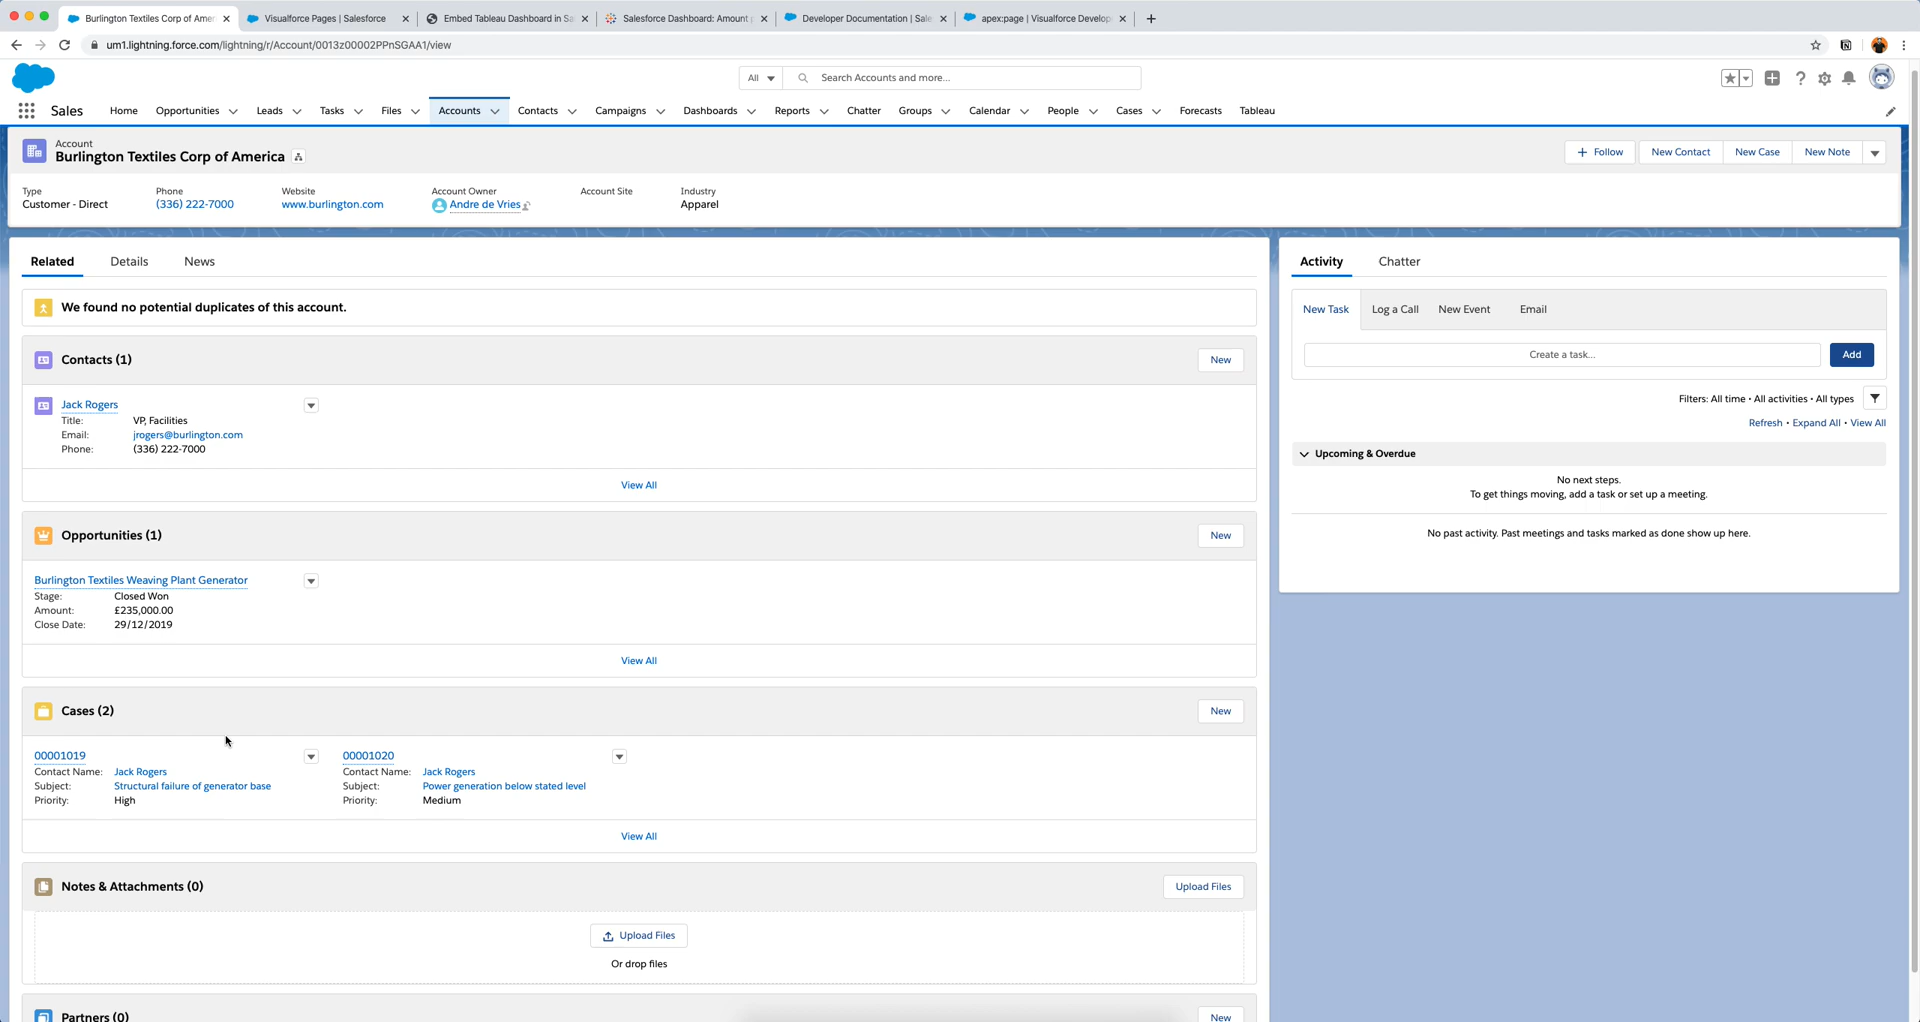 Burlington Textiles Corp of Amer
Visualforce Pages | Salesforce
Embed Tableau Dashboard in Sa
Salesforce Dashboard: Amount
Developer Documentation | Sale
apex:page | Visualforce Develop
um1.lightning.force.com/lightning/r/Account/0013z00002PPnSGAA1/view
All
Search Accounts and more...
Sales
Home
Opportunities
Leads
Tasks
Files
Accounts
Contacts
Campaigns
Dashboards
Reports
Chatter
Groups
Calendar
People
Cases
Forecasts
Tableau
Account
Burlington Textiles Corp of America
+ Follow
New Contact
New Case
New Note
Type
Customer - Direct
Phone
(336) 222-7000
Website
www.burlington.com
Account Owner
Andre de Vries
Account Site
Industry
Apparel
Related
Details
News
We found no potential duplicates of this account.
Contacts (1)
New
Jack Rogers
Title: VP, Facilities
Email: jrogers@burlington.com
Phone: (336) 222-7000
View All
Opportunities (1)
New
Burlington Textiles Weaving Plant Generator
Stage: Closed Won
Amount: £235,000.00
Close Date: 29/12/2019
View All
Cases (2)
New
00001019
Contact Name: Jack Rogers
Subject: Structural failure of generator base
Priority: High
00001020
Contact Name: Jack Rogers
Subject: Power generation below stated level
Priority: Medium
View All
Notes & Attachments (0)
Upload Files
Upload Files
Or drop files
Partners (0)
New
Activity
Chatter
New Task
Log a Call
New Event
Email
Create a task...
Add
Filters: All time • All activities • All types
Refresh • Expand All • View All
Upcoming & Overdue
No next steps.
To get things moving, add a task or set up a meeting.
No past activity. Past meetings and tasks marked as done show up here.